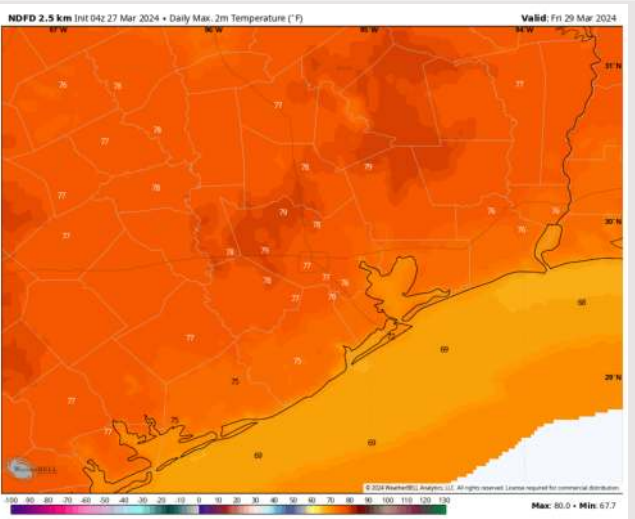 NDFD 2.5 km Init 04z 27 Mar 2024 • Daily Max. 2m Temperature (°F)
Valid: Fri 29 Mar 2024
97°W 96°W 95°W 94°W
31°N
76 76 77 77
77 78
78 79
77 78
79 78 76 76
77 76
30°N
78 79 77
76 77 76
77 76
68
77 69
75
75 29°N
77 75
77 69
69
WeatherBELL
© 2024 WeatherBELL Analytics, LLC. All rights reserved. License required for commercial distribution.
-100 -90 -80 -70 -60 -50 -40 -30 -20 -10 0 10 20 30 40 50 60 70 80 90 100 110 120 130
Max: 80.0 • Min: 67.7